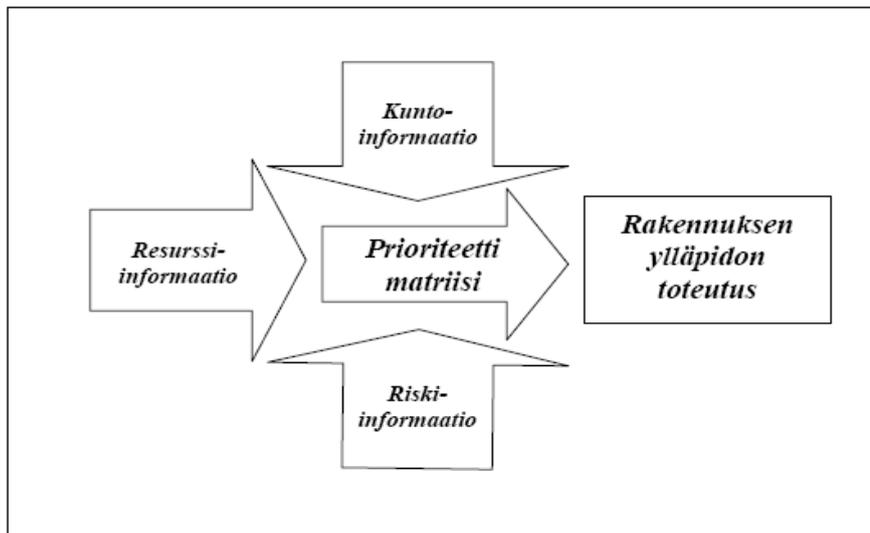 Kunto-
informaatio
Resurssi-
informaatio
Prioriteetti
matriisi
Rakennuksen
ylläpidon
toteutus
Riski-
informaatio